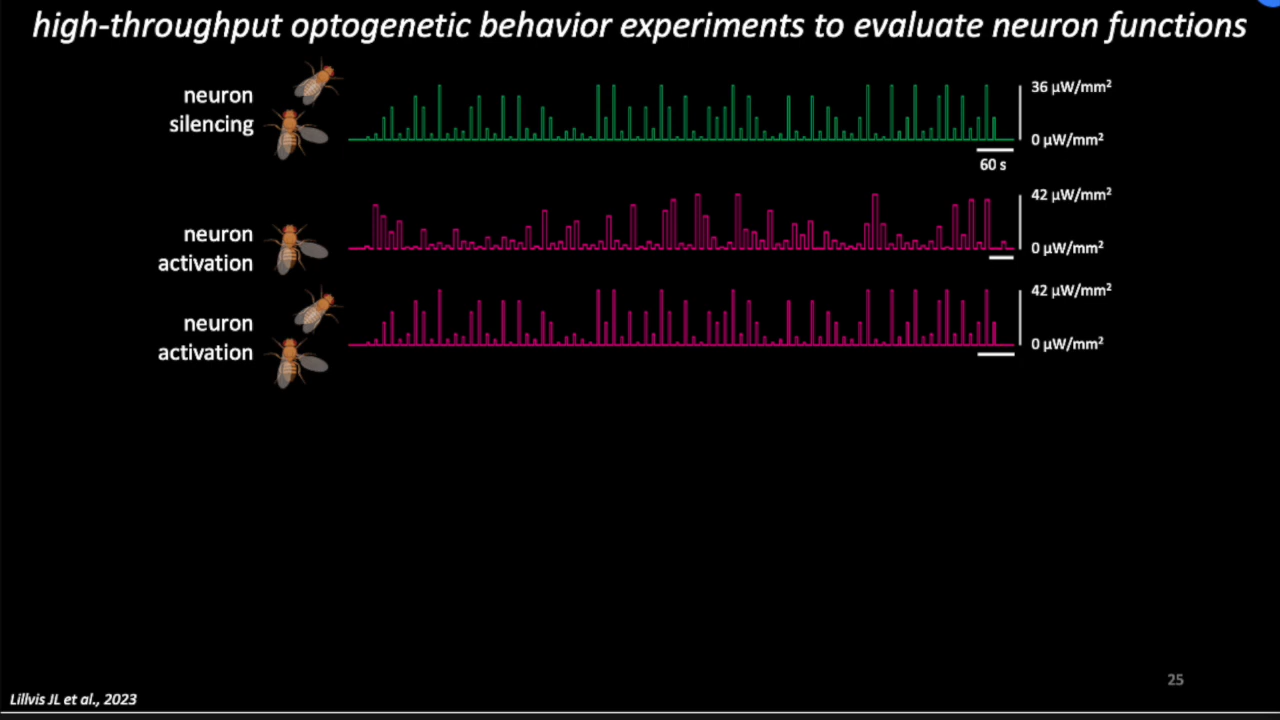 high-throughput optogenetic behavior experiments to evaluate neuron functions
neuron
silencing
36 µW/mm²
0 µW/mm²
60 s
neuron
activation
42 µW/mm²
0 µW/mm²
neuron
activation
42 µW/mm²
0 µW/mm²
25
Lillvis JL et al., 2023